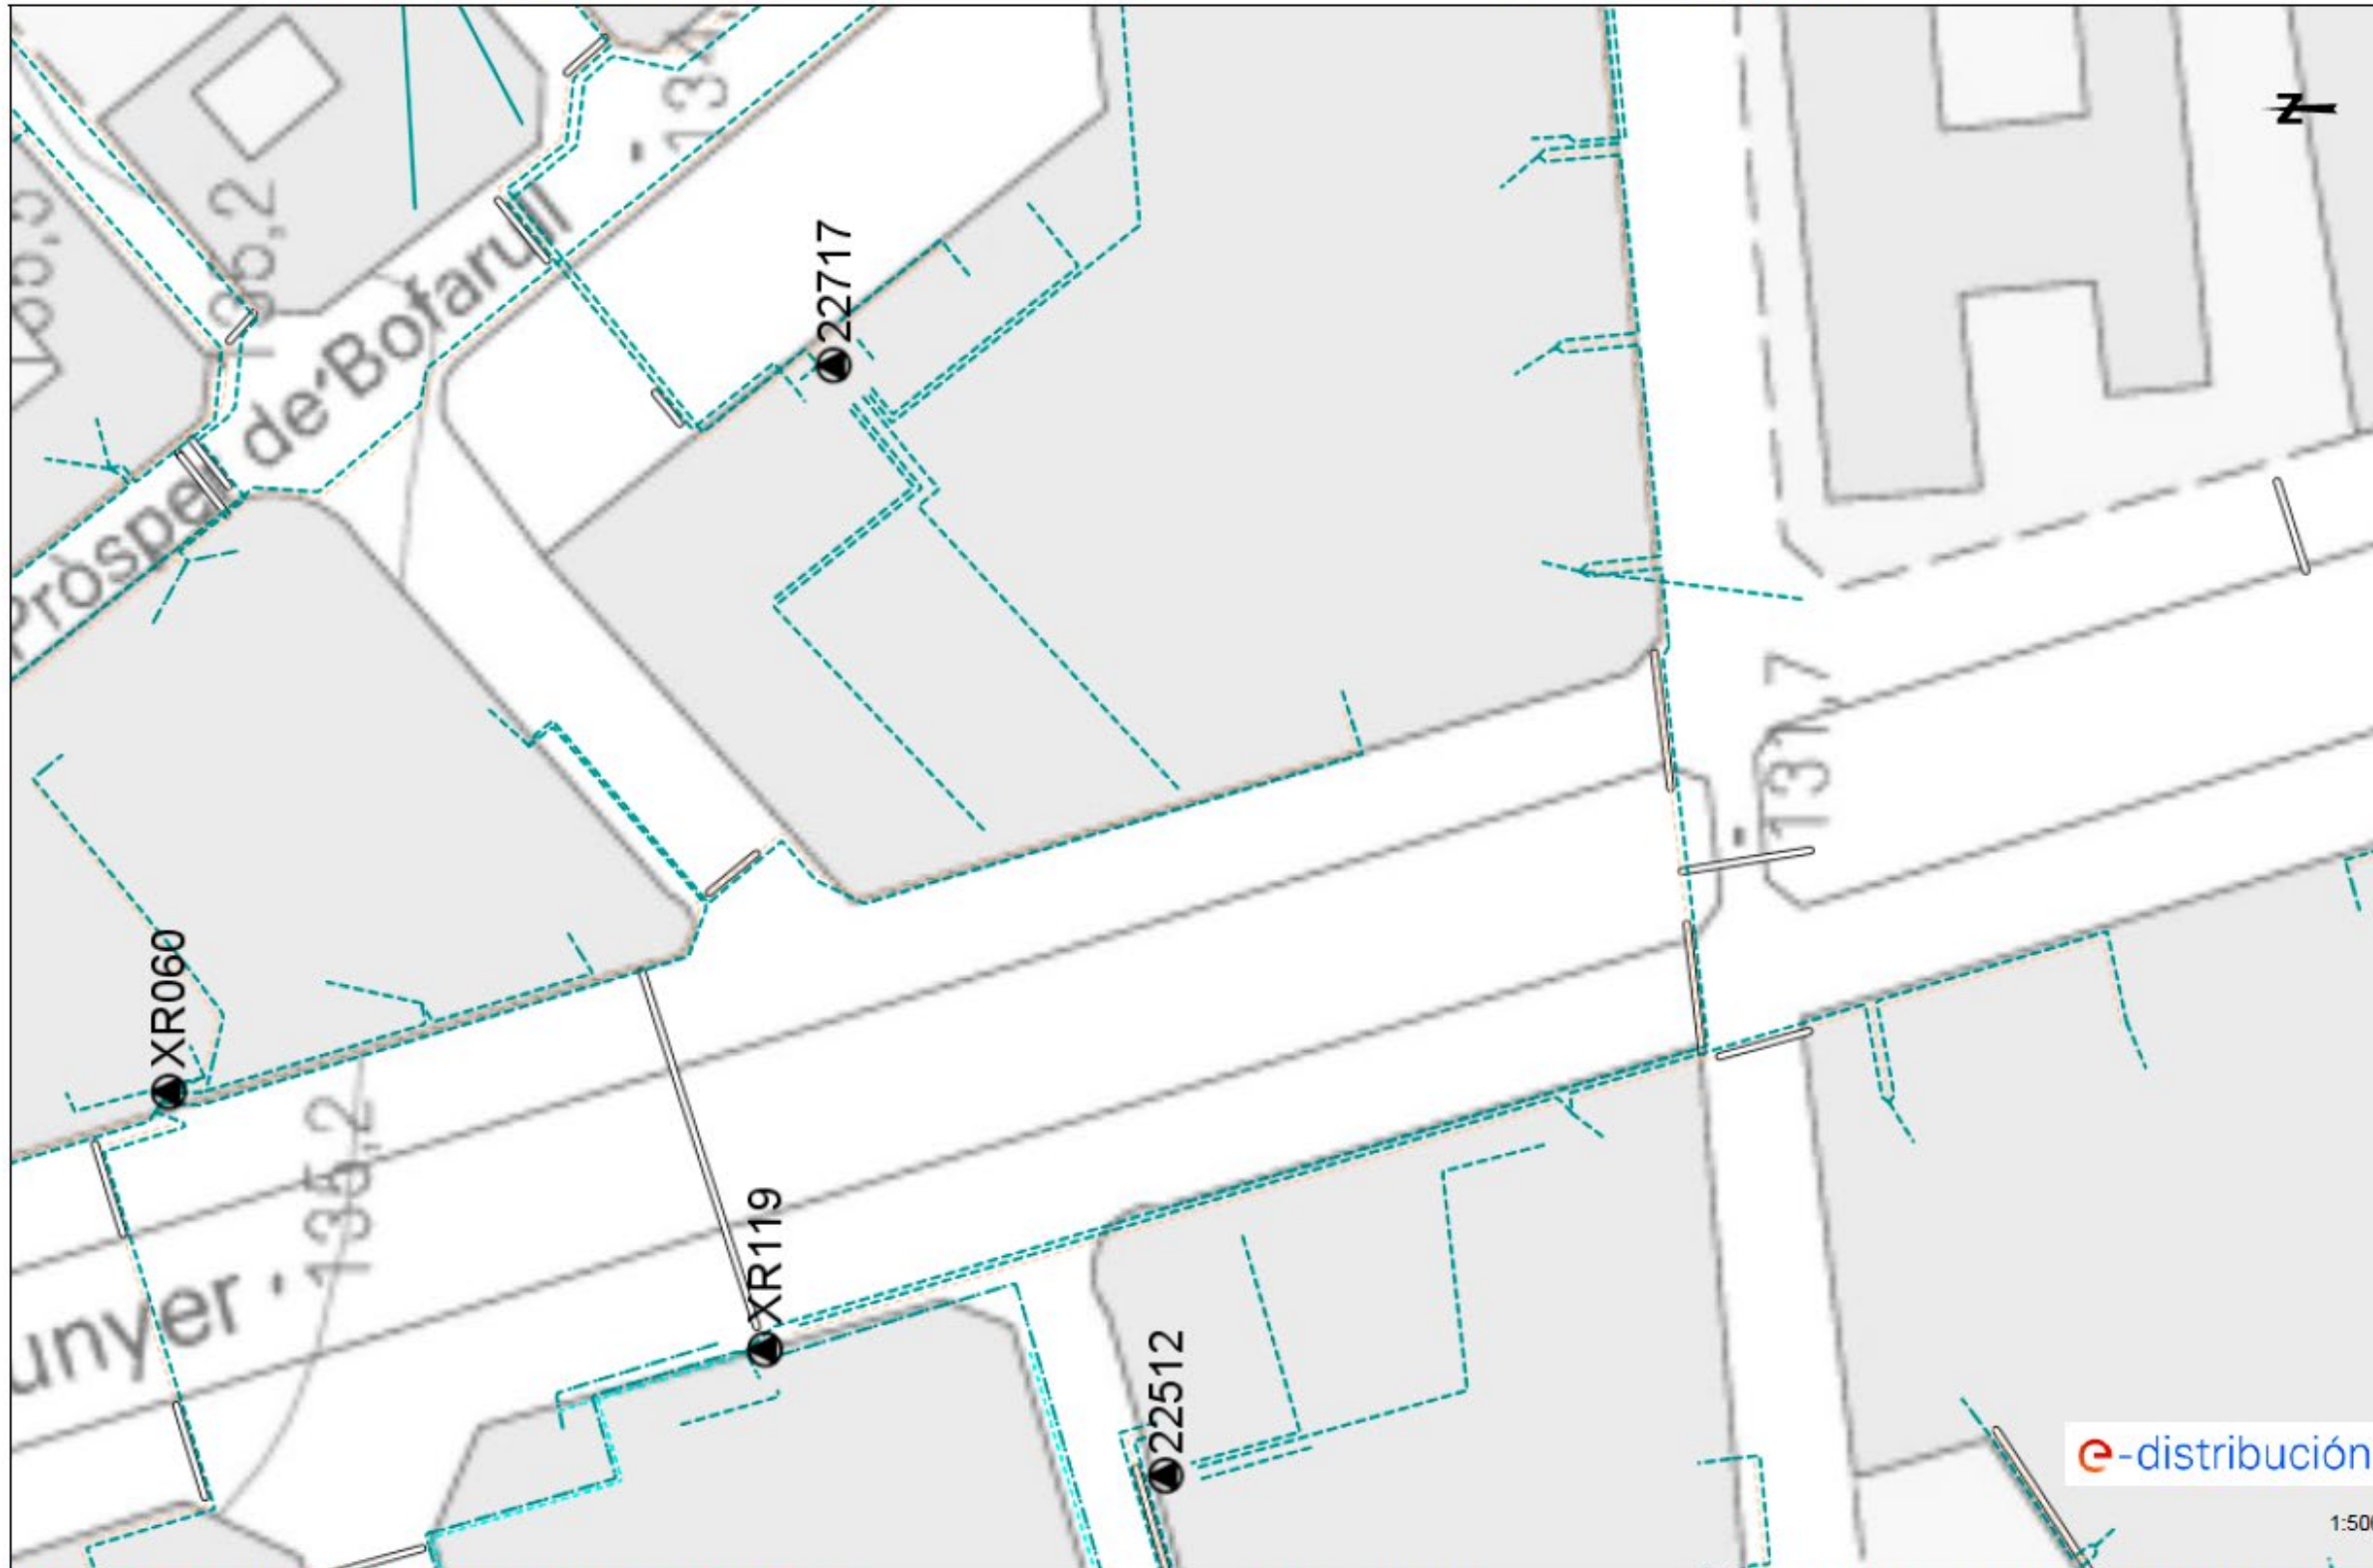 135,2
22717
Pròsper de Bofarull
131,7
XR060
135,2
XR119
unyer
22512
e-distribución
N